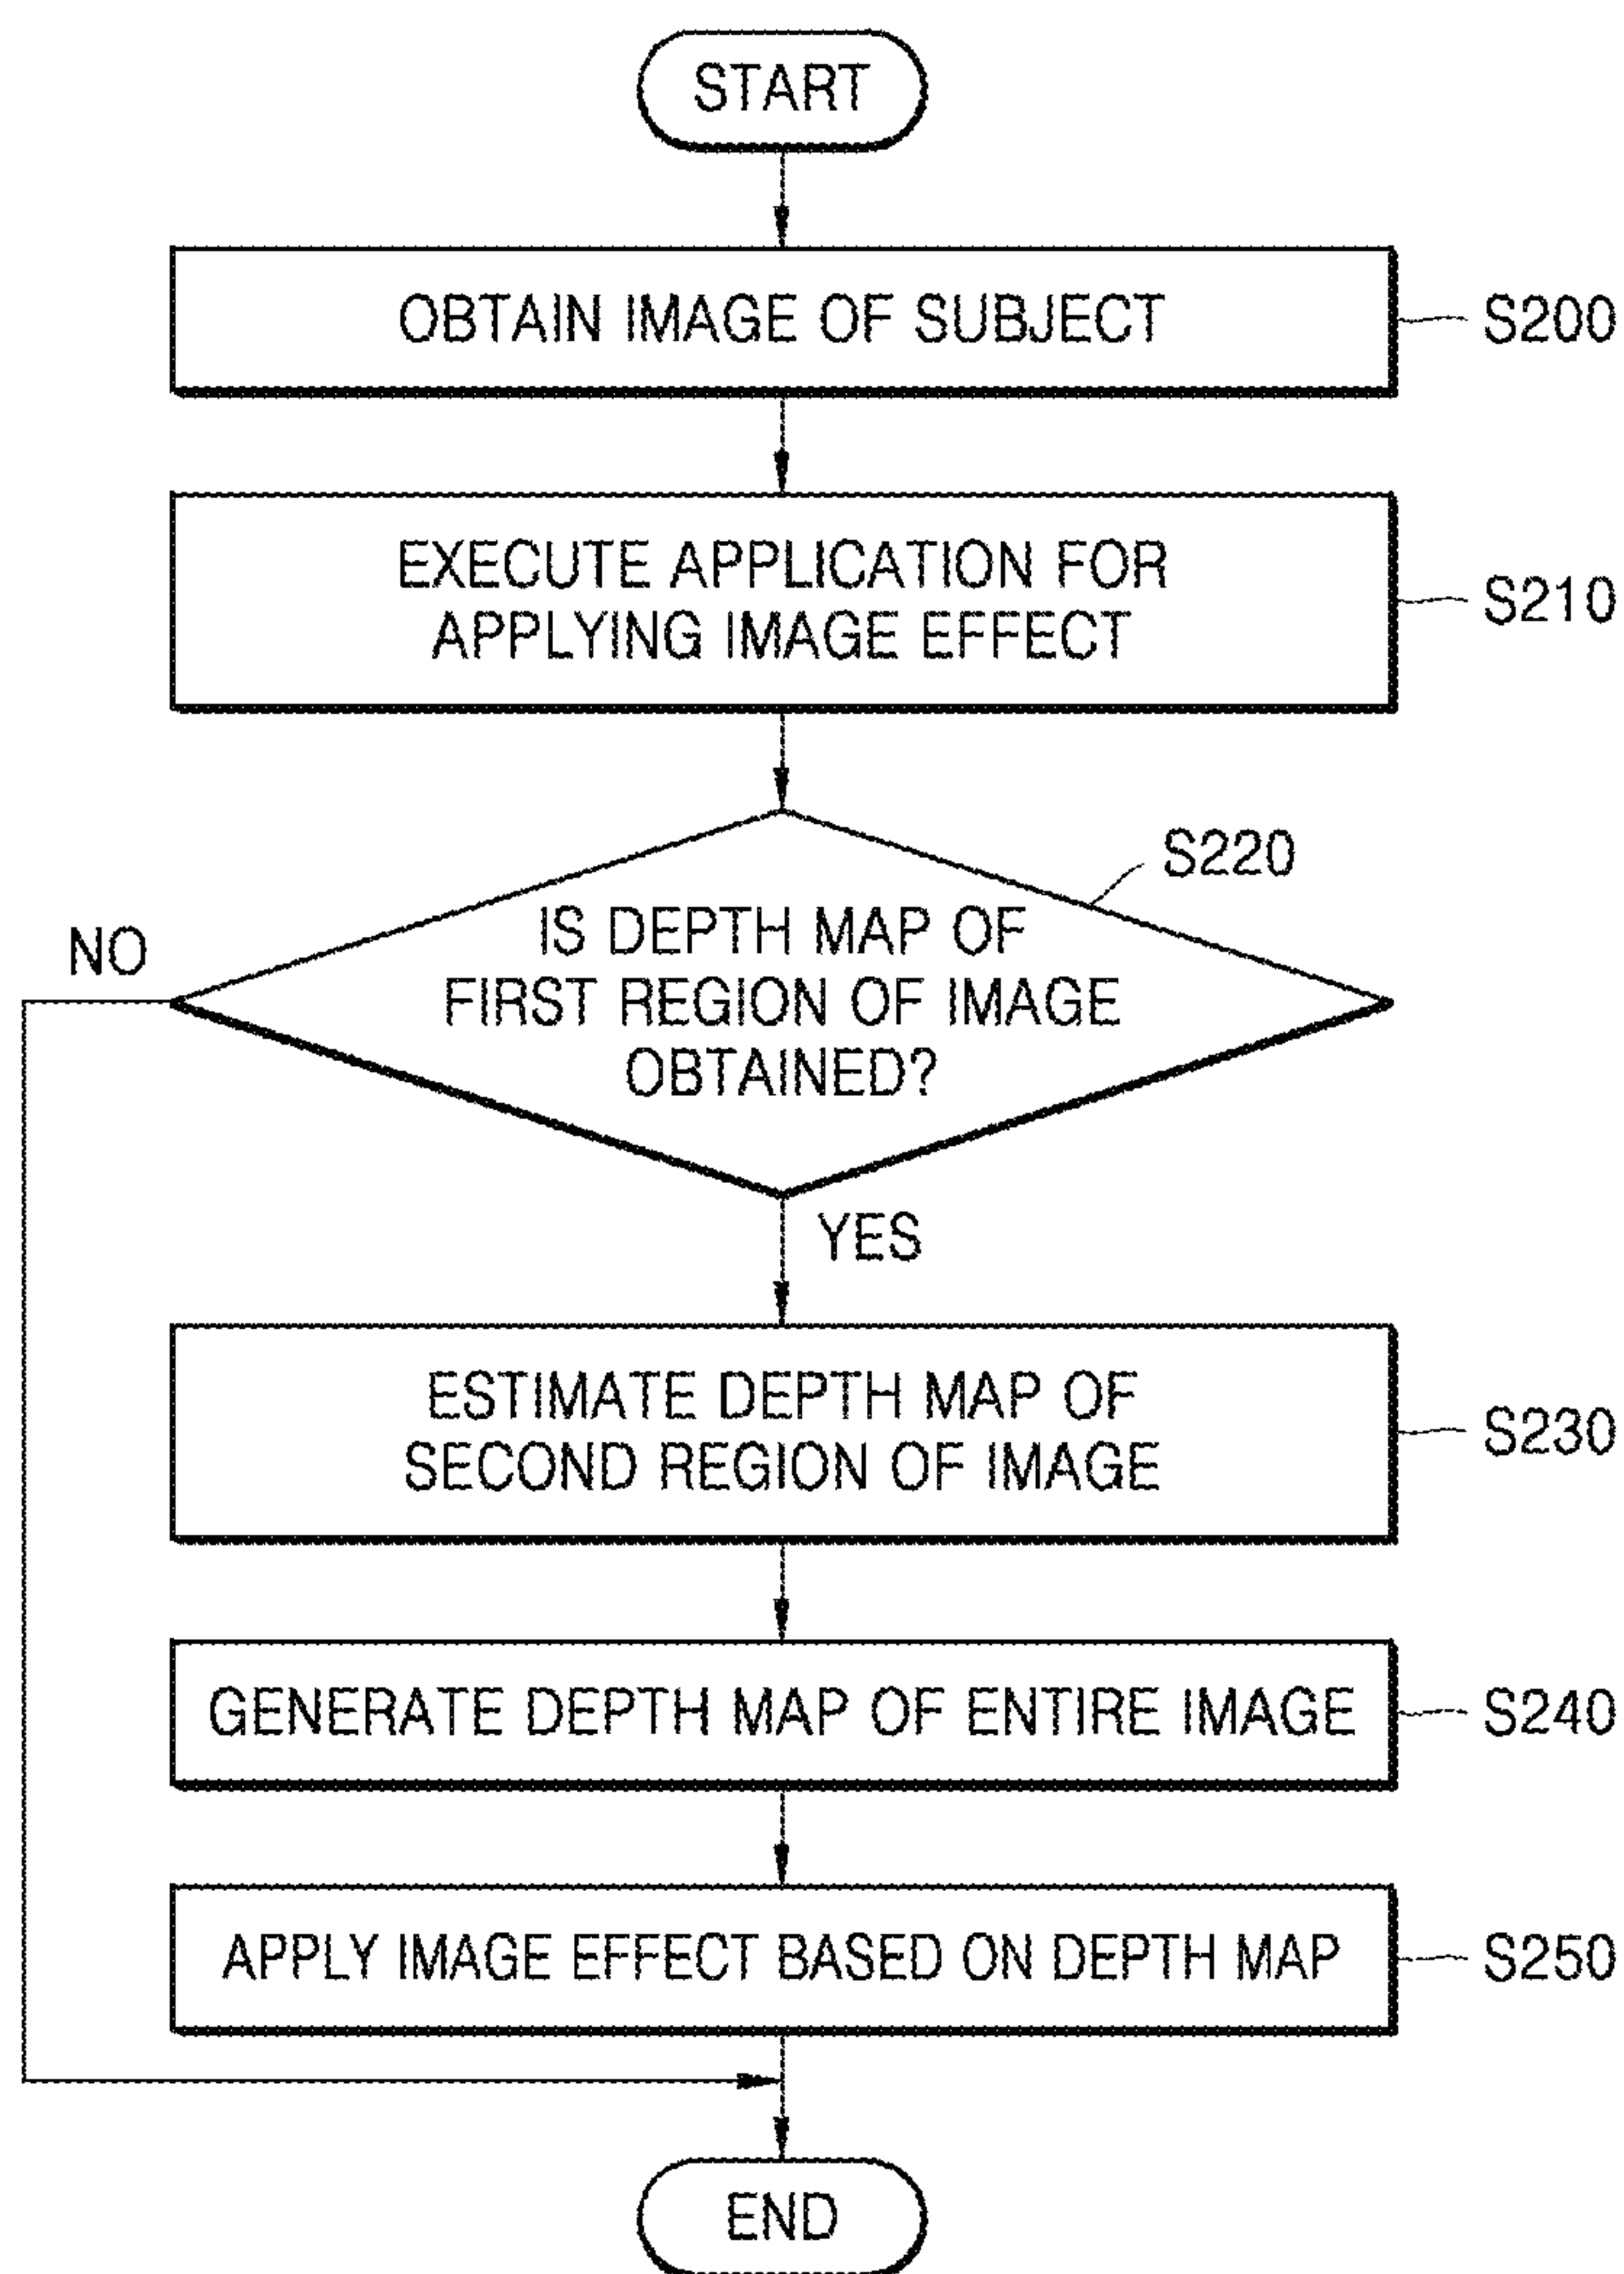 START
OBTAIN IMAGE OF SUBJECT
S200
EXECUTE APPLICATION FOR
APPLYING IMAGE EFFECT
S210
S220
IS DEPTH MAP OF
FIRST REGION OF IMAGE
OBTAINED?
NO
YES
ESTIMATE DEPTH MAP OF
SECOND REGION OF IMAGE
S230
GENERATE DEPTH MAP OF ENTIRE IMAGE
S240
APPLY IMAGE EFFECT BASED ON DEPTH MAP
S250
END